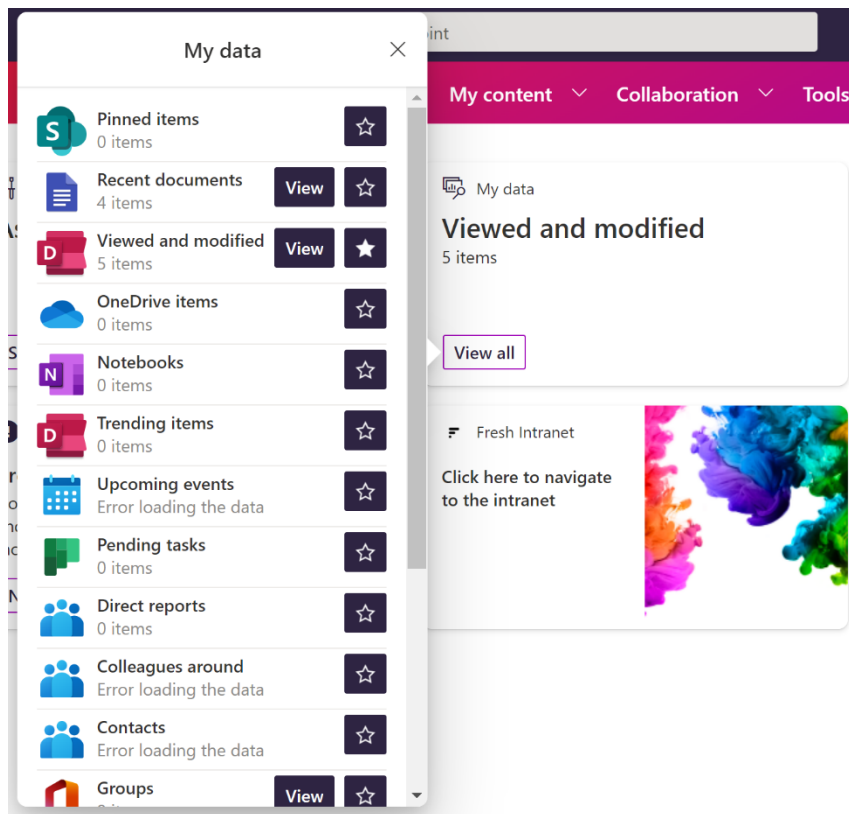 My data
Pinned items
0 items
Recent documents
4 items
View
Viewed and modified
5 items
View
OneDrive items
0 items
Notebooks
0 items
Trending items
0 items
Upcoming events
Error loading the data
Pending tasks
0 items
Direct reports
0 items
Colleagues around
Error loading the data
Contacts
Error loading the data
Groups
View
int
My content
Collaboration
Tools
My data
Viewed and modified
5 items
View all
Fresh Intranet
Click here to navigate
to the intranet